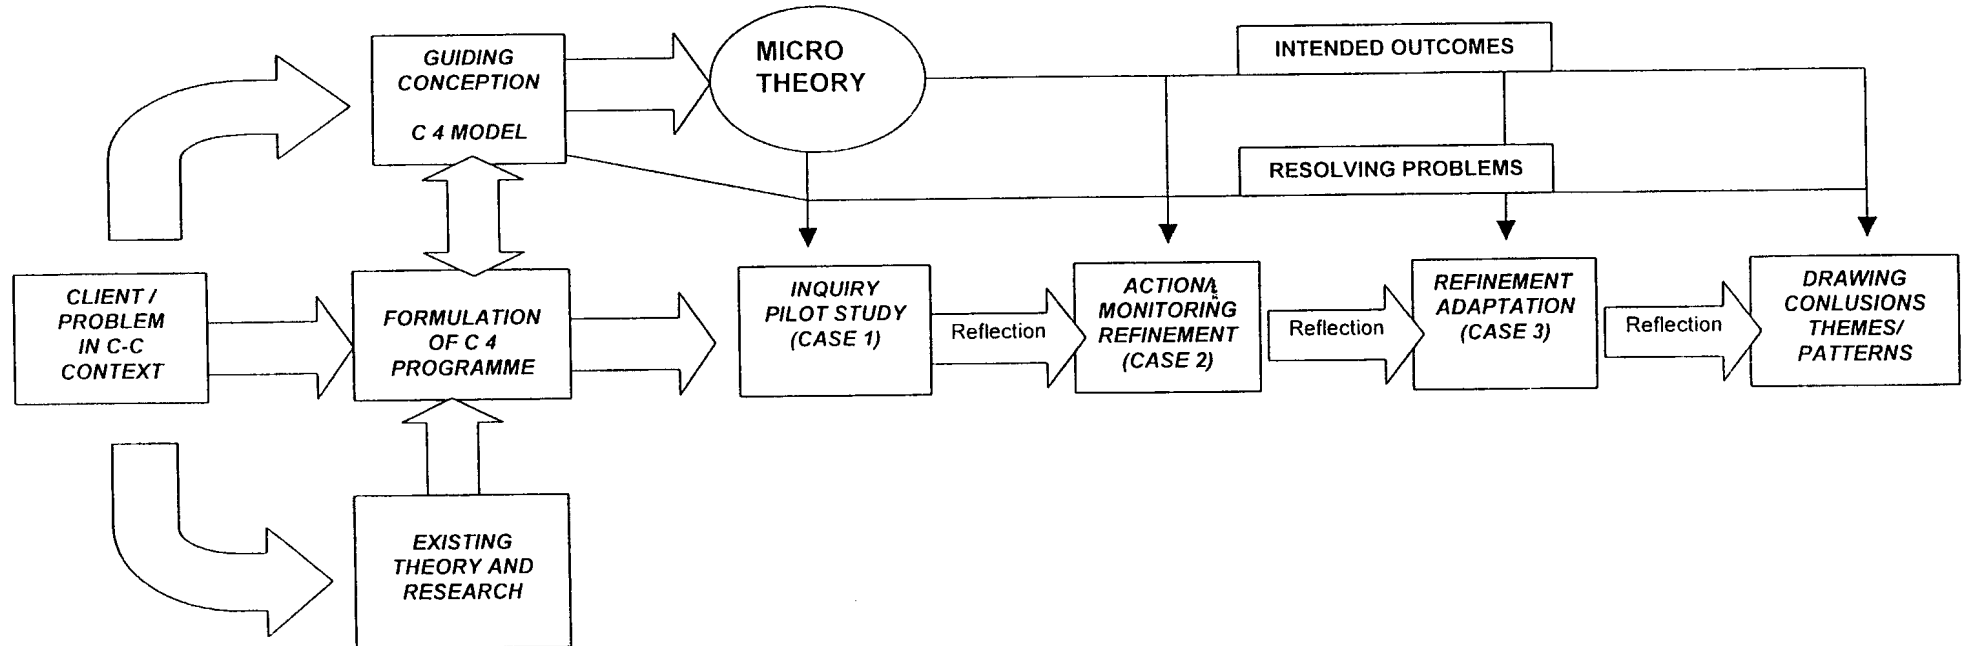 GUIDING
CONCEPTION
C 4 MODEL
MICRO
THEORY
INTENDED OUTCOMES
RESOLVING PROBLEMS
CLIENT /
PROBLEM
IN C-C
CONTEXT
FORMULATION
OF C 4
PROGRAMME
INQUIRY
PILOT STUDY
(CASE 1)
Reflection
ACTION/
MONITORING
REFINEMENT
(CASE 2)
Reflection
REFINEMENT
ADAPTATION
(CASE 3)
Reflection
DRAWING
CONLUSIONS
THEMES/
PATTERNS
EXISTING
THEORY AND
RESEARCH